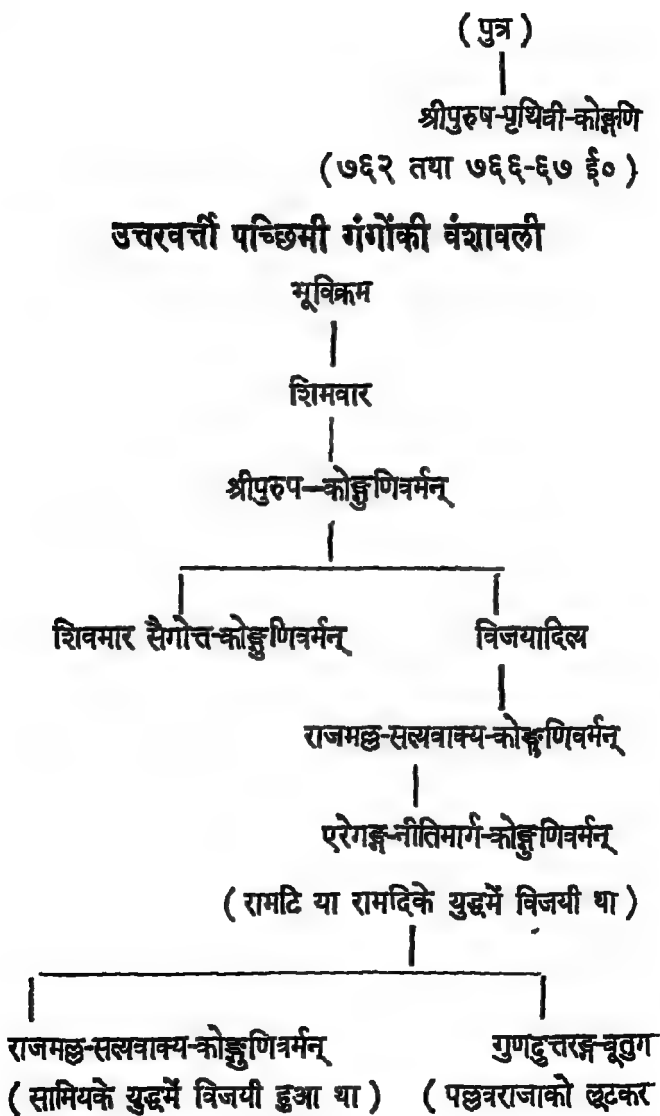 ( पुत्र )
श्रीपुरुष-पृथिवी-कोङ्गणि
( ७६२ तथा ७६६-६७ ई० )
उत्तरवर्त्ती पच्छिमी गंगोंकी वंशावली
भूविक्रम
शिमवार
श्रीपुरुष—कोङ्गुणिवर्मन्
शिवमार सैगोत्त-कोङ्गुणिवर्मन् विजयादित्य
राजमल्ल-सत्यवाक्य-कोङ्गुणिवर्मन्
एरेगङ्ग-नीतिमार्ग-कोङ्गुणिवर्मन्
( रामटि या रामदिके युद्धमें विजयी था )
राजमल्ल-सत्यवाक्य-कोङ्गुणिवर्मन् गुणदुत्तरङ्ग-बूतुग
( सामियके युद्धमें विजयी हुआ था ) ( पल्लवराजाको लूटकर